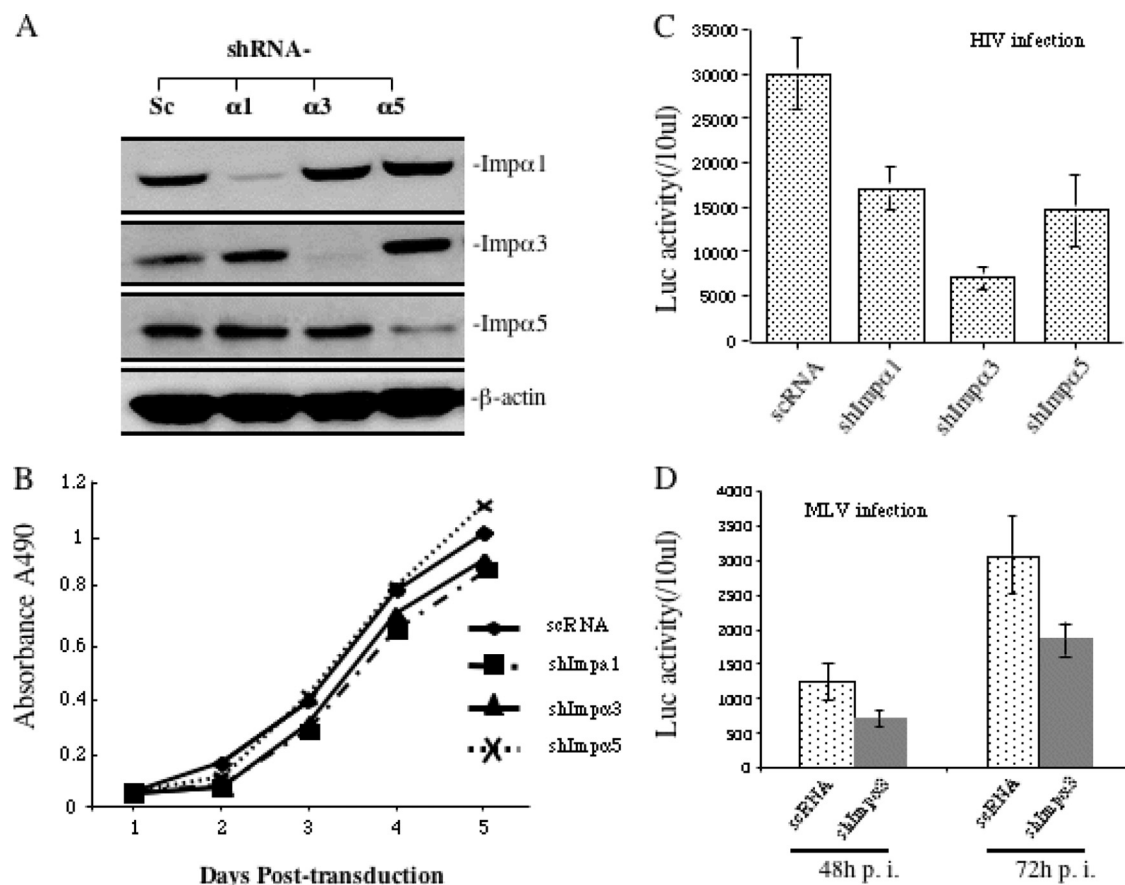 A
shRNA-
Sc α1 α3 α5
-Impα1
-Impα3
-Impα5
-β-actin
B
Absorbance A490
1.2
1
0.8
0.6
0.4
0.2
0
1 2 3 4 5
Days Post-transduction
scRNA
shImpa1
shImpα3
shImpα5
C
HIV infection
Luc activity(/10ul)
35000
30000
25000
20000
15000
10000
5000
0
scRNA
shImpα1
shImpα3
shImpα5
D
MLV infection
Luc activity(/10ul)
4000
3500
3000
2500
2000
1500
1000
500
0
scRNA
shImpα3
scRNA
shImpα3
48h p. i.
72h p. i.